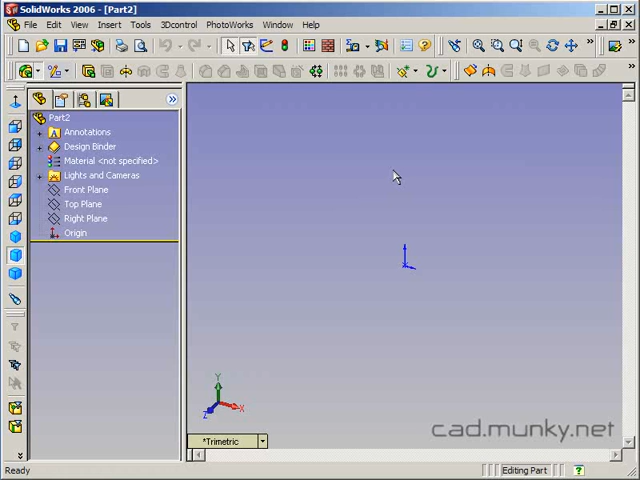 SolidWorks 2006 - [Part2]
File Edit View Insert Tools 3Dcontrol PhotoWorks Window Help
Part2
Annotations
Design Binder
Material <not specified>
Lights and Cameras
Front Plane
Top Plane
Right Plane
Origin
Y
X
Z
*Trimetric
cad.munky.net
Ready
Editing Part